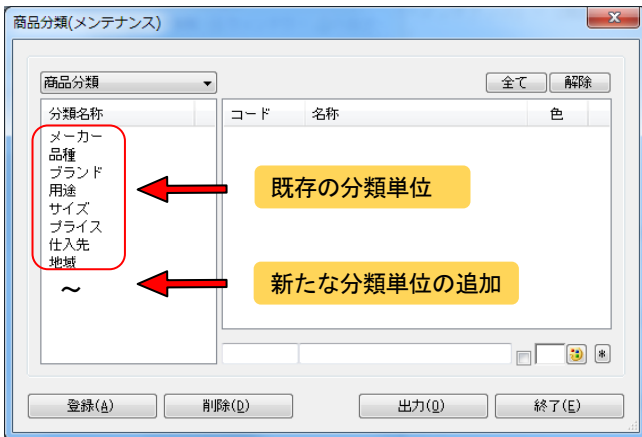 商品分類(メンテナンス)
商品分類
全て 解除
分類名称
コード 名称 色
メーカー
品種
ブランド
用途
サイズ
プライス
仕入先
地域
～
既存の分類単位
新たな分類単位の追加
*
登録(A) 削除(D) 出力(O) 終了(E)